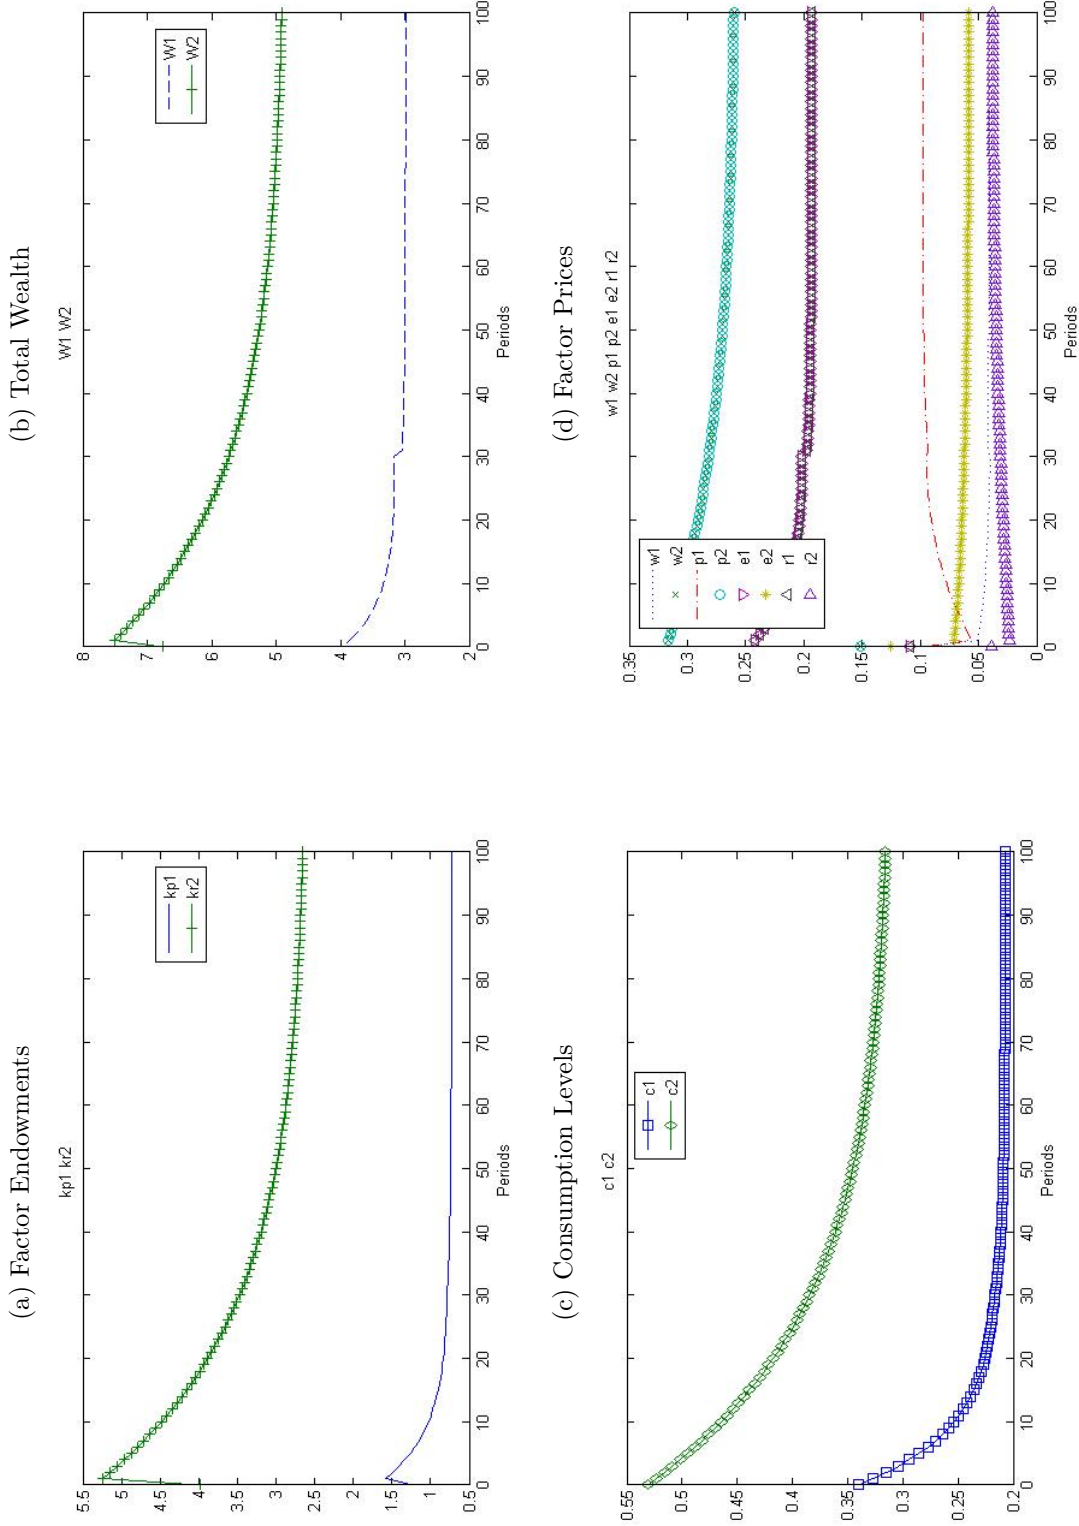 (a) Factor Endowments
kp1 kr2
5.5
5
4.5
4
3.5
3
2.5
2
1.5
1
0.5
kp1
kr2
0 10 20 30 40 50 60 70 80 90 100
Periods
(b) Total Wealth
W1 W2
8
7
6
5
4
3
2
W1
W2
0 10 20 30 40 50 60 70 80 90 100
Periods
(c) Consumption Levels
c1 c2
0.55
0.5
0.45
0.4
0.35
0.3
0.25
0.2
c1
c2
0 10 20 30 40 50 60 70 80 90 100
Periods
(d) Factor Prices
w1 w2 p1 p2 e1 e2 r1 r2
0.35
0.3
0.25
0.2
0.15
0.1
0.05
0
w1
w2
p1
p2
e1
e2
r1
r2
0 10 20 30 40 50 60 70 80 90 100
Periods